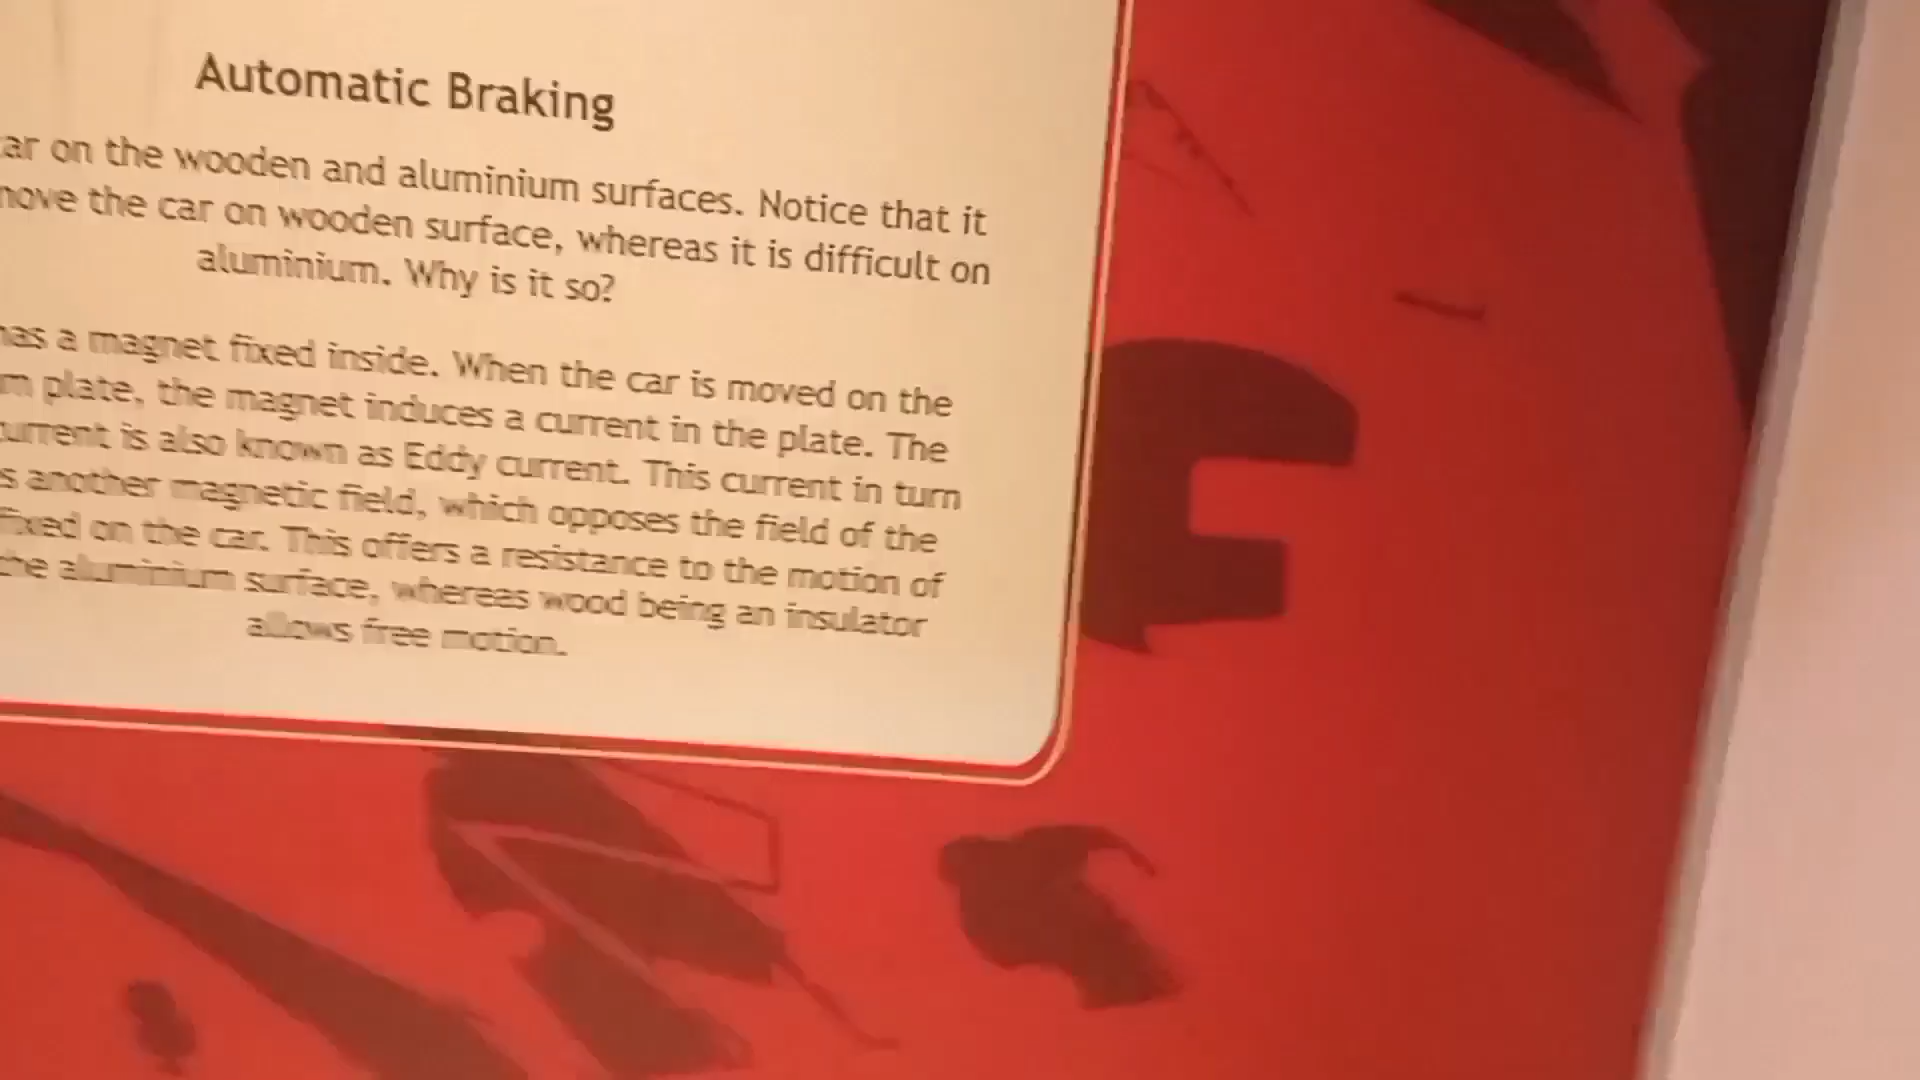 Automatic Braking
ar on the wooden and aluminium surfaces. Notice that it
move the car on wooden surface, whereas it is difficult on
aluminium. Why is it so?
has a magnet fixed inside. When the car is moved on the
m plate, the magnet induces a current in the plate. The
current is also known as Eddy current. This current in turn
s another magnetic field, which opposes the field of the
fixed on the car. This offers a resistance to the motion of
the aluminium surface, whereas wood being an insulator
allows free motion.